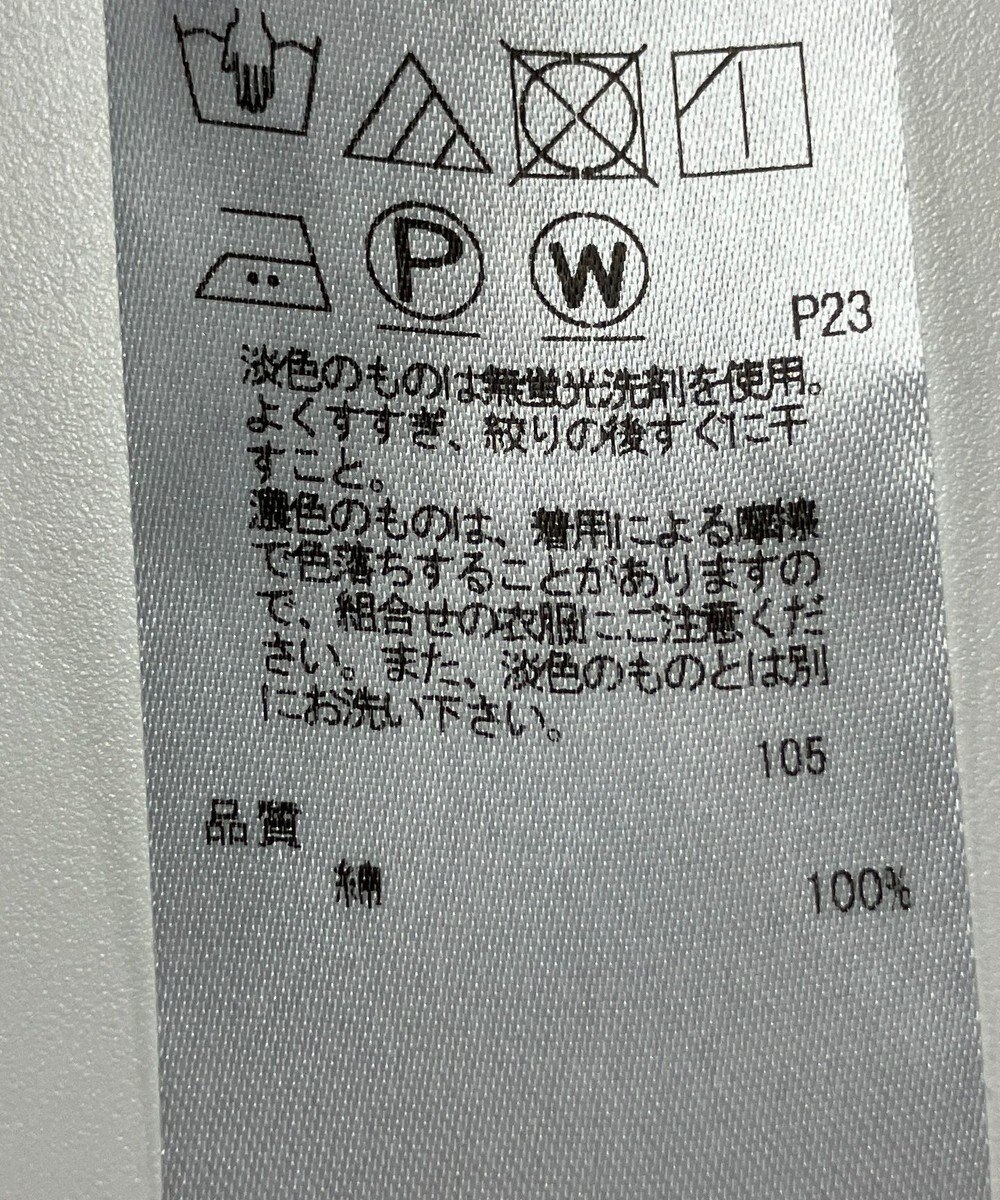 P
W
P23
淡色のものは無蛍光洗剤を使用。
よくすすぎ、絞りの後すぐに干
すこと。
濃色のものは、着用による摩擦
で色落ちすることがありますの
で、組合せの衣服にご注意くだ
さい。また、淡色のものとは別
にお洗い下さい。
105
品質
綿 100%